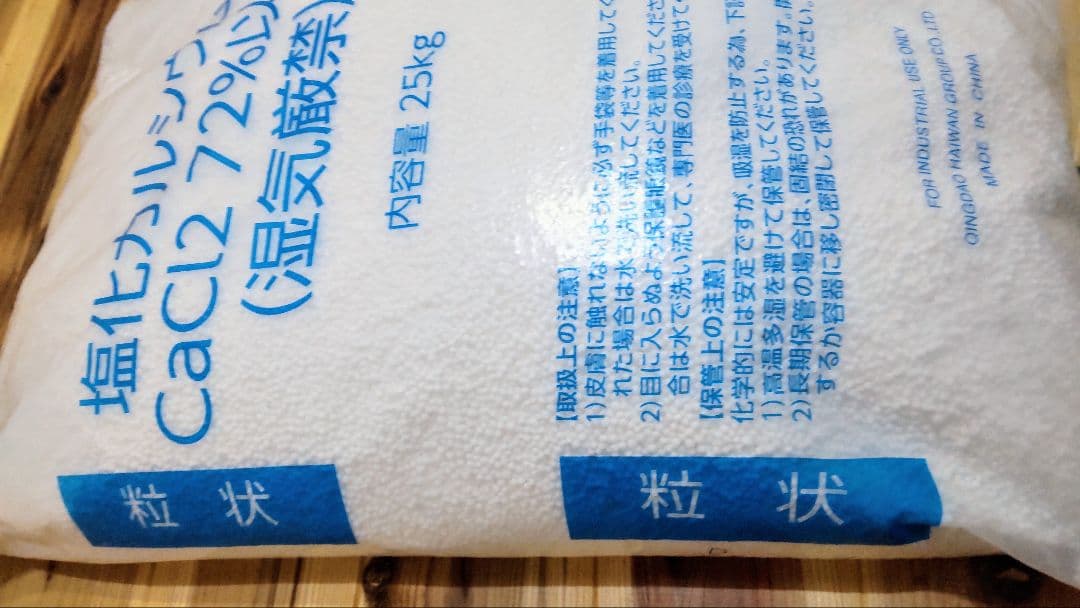 塩化カルシウム
CaCl2 72%以
(湿気厳禁)
内容量 25kg
【取扱上の注意】
1)皮膚に触れないように必ず手袋等を着用して
れた場合は水で洗い流してください。
2)目に入らぬよう保護眼鏡などを着用してくださ
合は水で洗い流して、専門医の診療を受けて
【保管上の注意】
化学的には安定ですが、吸湿を防止する為、下記
1)高温多湿を避けて保管してください。
2)長期保管の場合は、固結の恐れがあります。
するか容器に移し密閉して保管してください。
FOR INDUSTRIAL USE ONLY
QINGDAO HAIWAN GROUP CO.,LTD
MADE IN CHINA
粒状
粒状